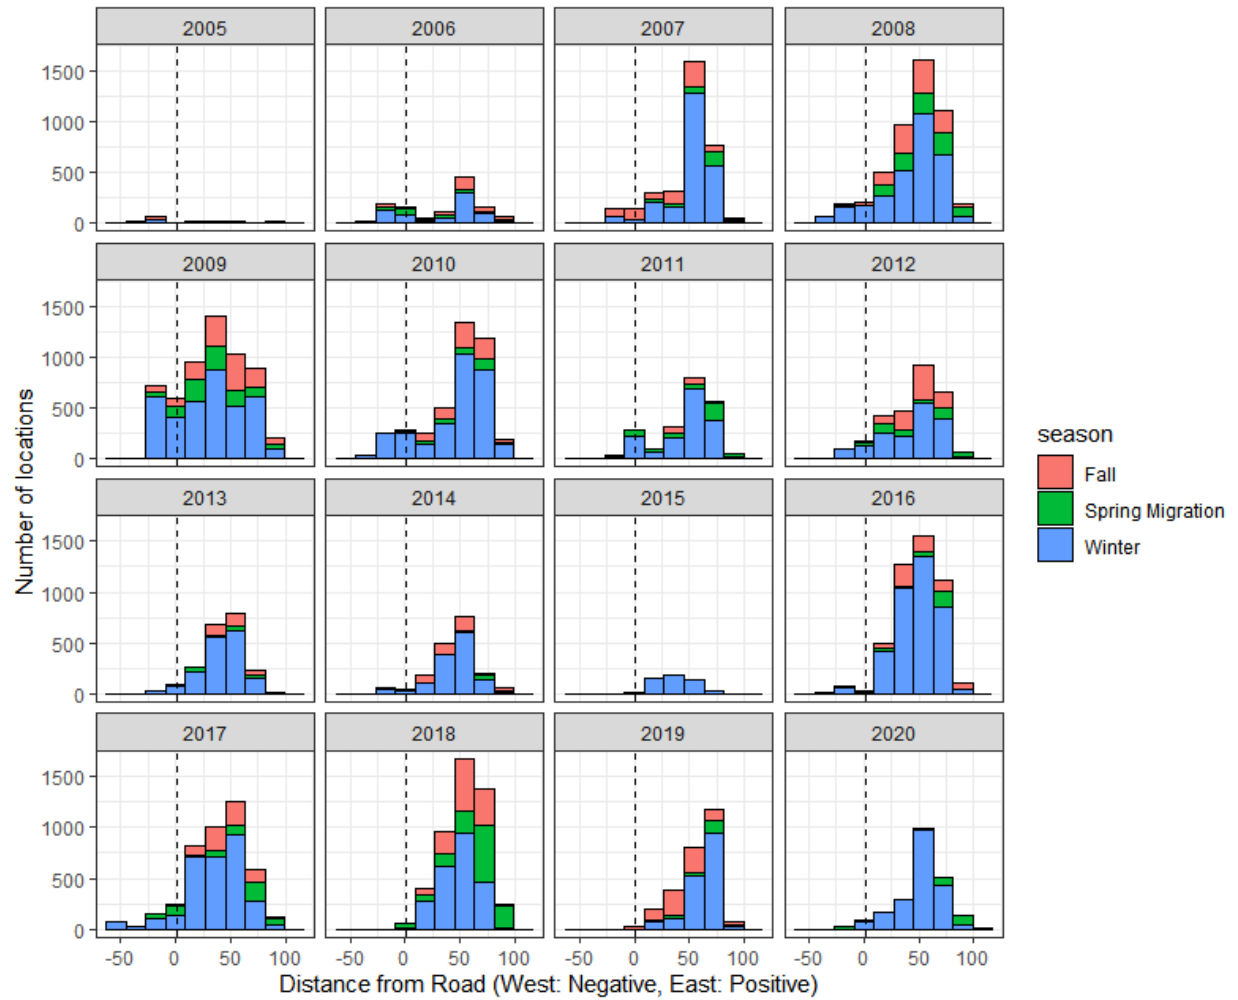 2005 2006 2007 2008
1500
1000
500
0
2009 2010 2011 2012
1500
1000
500
0
2013 2014 2015 2016
1500
1000
500
0
2017 2018 2019 2020
1500
1000
500
0
-50 0 50 100 -50 0 50 100 -50 0 50 100 -50 0 50 100
Distance from Road (West: Negative, East: Positive)
Number of locations
season
Fall
Spring Migration
Winter